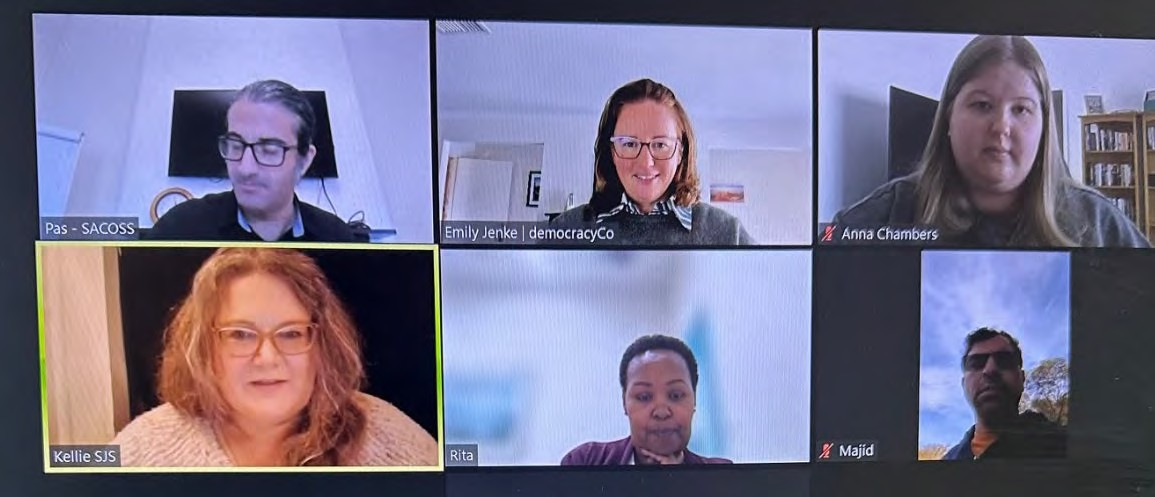 Pas - SACOSS
Emily Jenke | democracyCo
Anna Chambers
Kellie SJS
Rita
Majid